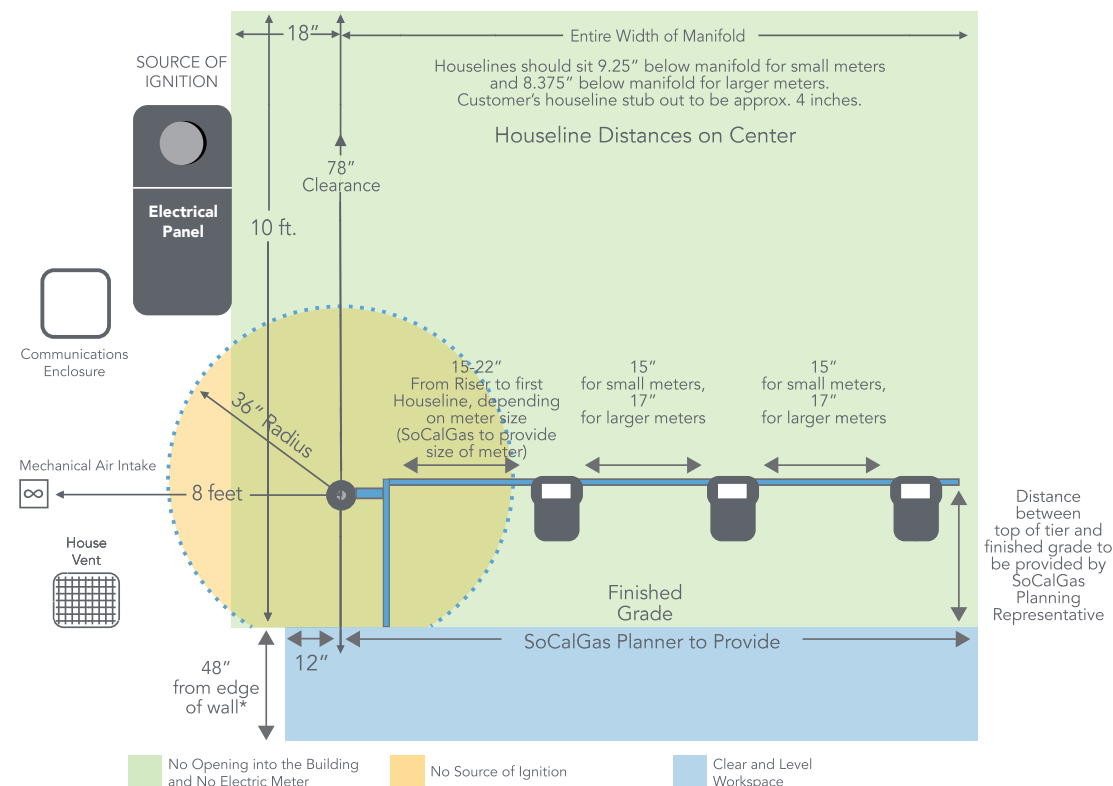 18”
Entire Width of Manifold
SOURCE OF
IGNITION
Houselines should sit 9.25” below manifold for small meters
and 8.375” below manifold for larger meters.
Customer’s houseline stub out to be approx. 4 inches.
Houseline Distances on Center
78”
Clearance
Electrical
Panel
10 ft.
Communications
Enclosure
15-22”
From Riser to first
Houseline, depending
on meter size
(SoCalGas to provide
size of meter)
15”
for small meters,
17”
for larger meters
15”
for small meters,
17”
for larger meters
36” Radius
Mechanical Air Intake
8 feet
House
Vent
Distance
between
top of tier and
finished grade to
be provided by
SoCalGas
Planning
Representative
Finished
Grade
SoCalGas Planner to Provide
12”
48”
from edge
of wall*
No Opening into the Building
and No Electric Meter
No Source of Ignition
Clear and Level
Workspace